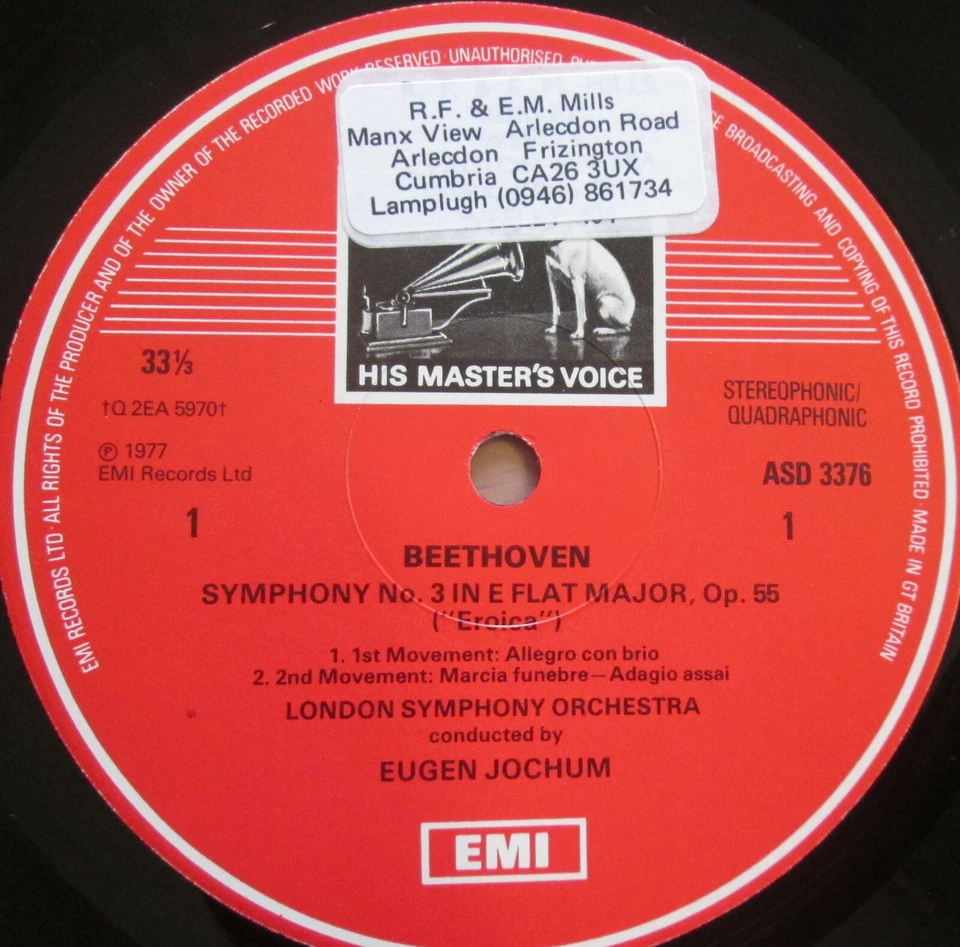 EMI RECORDS LTD · ALL RIGHTS OF THE PRODUCER AND OF THE OWNER OF THE RECORDED WORK RESERVED · UNAUTHORISED
BROADCASTING AND COPYING OF THIS RECORD PROHIBITED · MADE IN GT BRITAIN
R.F. & E.M. Mills
Manx View Arlecdon Road
Arlecdon Frizington
Cumbria CA26 3UX
Lamplugh (0946) 861734
HIS MASTER'S VOICE
33⅓
†Q 2EA 5970†
℗ 1977
EMI Records Ltd
1
STEREOPHONIC/
QUADRAPHONIC
ASD 3376
1
BEETHOVEN
SYMPHONY No. 3 IN E FLAT MAJOR, Op. 55
("Eroica")
1. 1st Movement: Allegro con brio
2. 2nd Movement: Marcia funebre—Adagio assai
LONDON SYMPHONY ORCHESTRA
conducted by
EUGEN JOCHUM
EMI